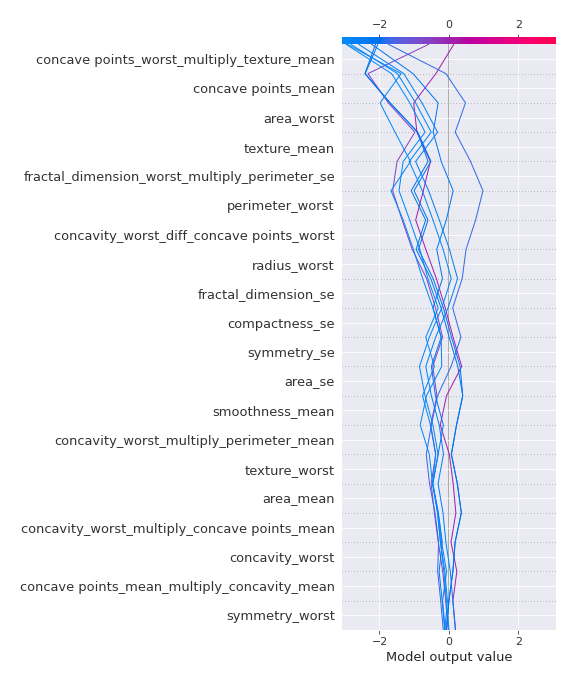 −2 0 2
concave points_worst_multiply_texture_mean
concave points_mean
area_worst
texture_mean
fractal_dimension_worst_multiply_perimeter_se
perimeter_worst
concavity_worst_diff_concave points_worst
radius_worst
fractal_dimension_se
compactness_se
symmetry_se
area_se
smoothness_mean
concavity_worst_multiply_perimeter_mean
texture_worst
area_mean
concavity_worst_multiply_concave points_mean
concavity_worst
concave points_mean_multiply_concavity_mean
symmetry_worst
−2 0 2
Model output value